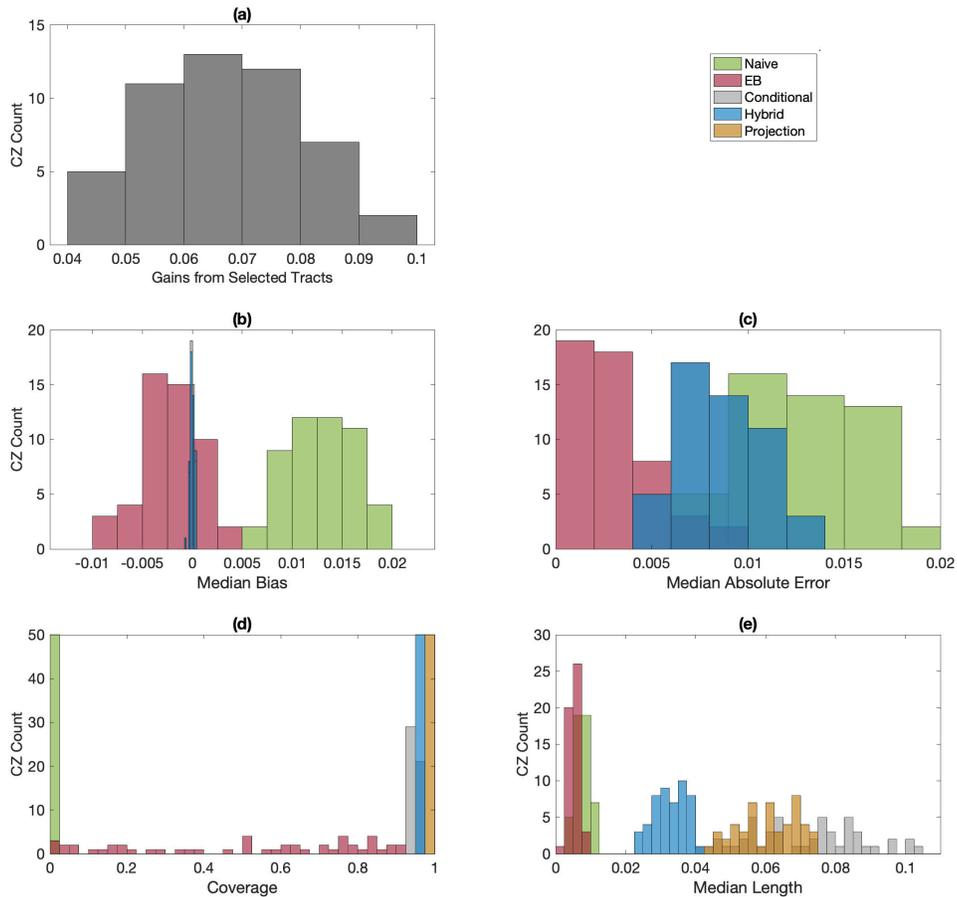 (a)
15
10
5
0
CZ Count
0.04 0.05 0.06 0.07 0.08 0.09 0.1
Gains from Selected Tracts
Naive
EB
Conditional
Hybrid
Projection
(b)
20
15
10
5
0
CZ Count
-0.01 -0.005 0 0.005 0.01 0.015 0.02
Median Bias
(c)
20
15
10
5
0
0 0.005 0.01 0.015 0.02
Median Absolute Error
(d)
50
40
30
20
10
0
CZ Count
0 0.2 0.4 0.6 0.8 1
Coverage
(e)
30
25
20
15
10
5
0
CZ Count
0 0.02 0.04 0.06 0.08 0.1
Median Length